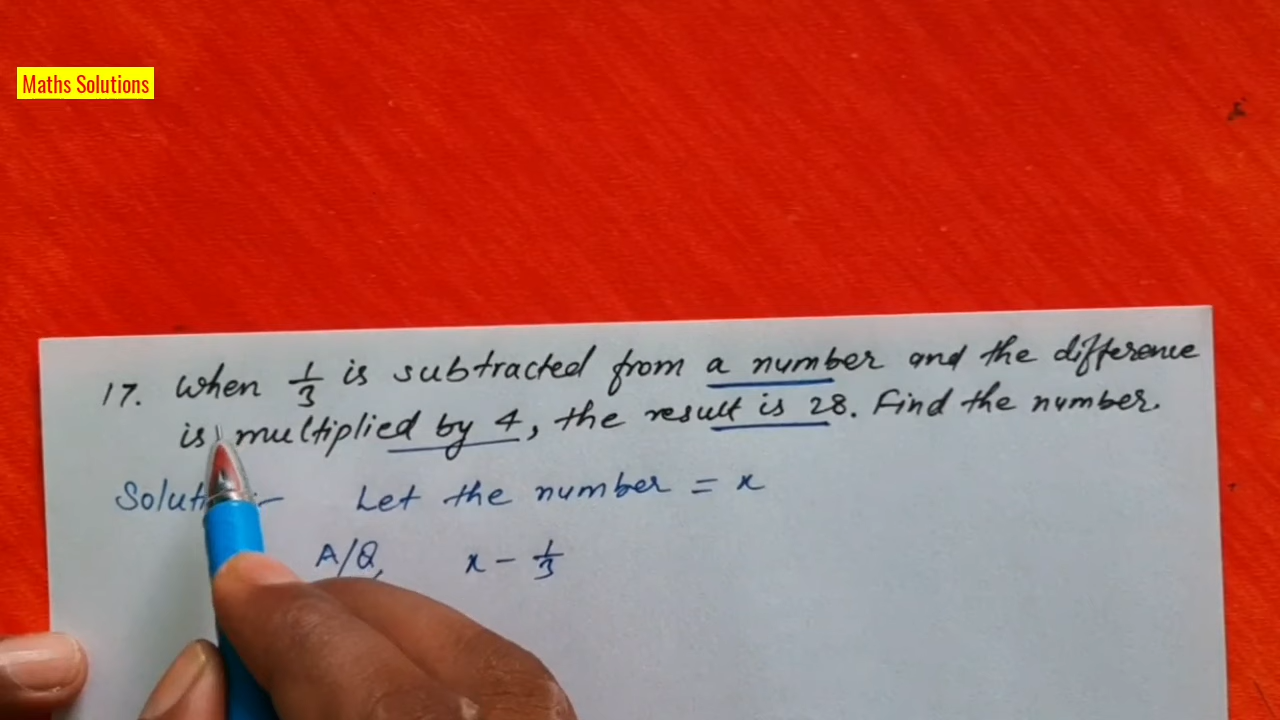 Maths Solutions
17. When 1/3 is subtracted from a number and the difference
is multiplied by 4, the result is 28. Find the number.
Let the number = x
A/Q, x - 1/3